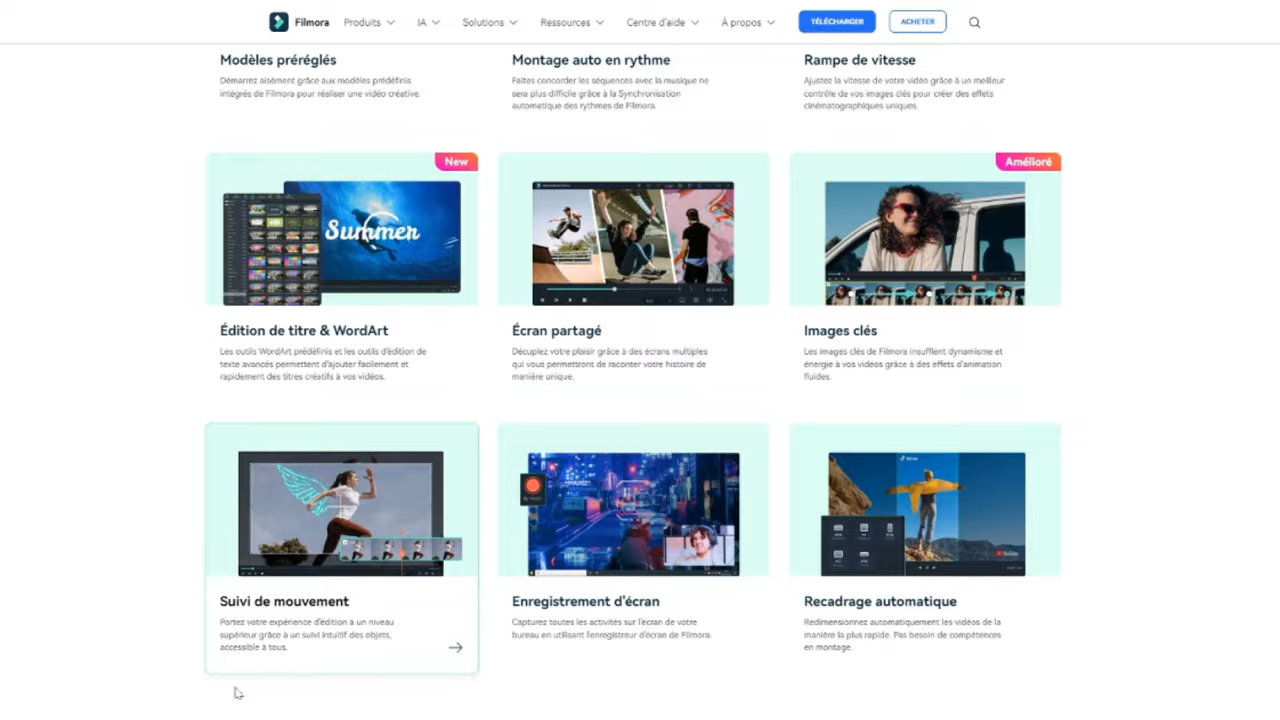 Filmora Produits IA Solutions Ressources Centre d'aide À propos TÉLÉCHARGER ACHETER
Modèles préréglés
Démarrez aisément grâce aux modèles prédéfinis
intégrés de Filmora pour réaliser une vidéo créative.
Montage auto en rythme
Faites concorder les séquences avec la musique ne
sera plus difficile grâce à la Synchronisation
automatique des rythmes de Filmora.
Rampe de vitesse
Ajustez la vitesse de votre vidéo grâce à un meilleur
contrôle de vos images clés pour créer des effets
cinématographiques uniques.
New
Summer
Édition de titre & WordArt
Les outils WordArt prédéfinis et les outils d'édition de
texte avancés permettent d'ajouter facilement et
rapidement des titres créatifs à vos vidéos.
Écran partagé
Décuplez votre plaisir grâce à des écrans multiples
qui vous permettront de raconter votre histoire de
manière unique.
Amélioré
Images clés
Les images clés de Filmora insufflent dynamisme et
énergie à vos vidéos grâce à des effets d'animation
fluides.
Suivi de mouvement
Portez votre expérience d'édition à un niveau
supérieur grâce à un suivi intuitif des objets,
accessible à tous.
Enregistrement d'écran
Capturez toutes les activités sur l'écran de votre
bureau en utilisant l'enregistreur d'écran de Filmora.
YouTube
Recadrage automatique
Redimensionnez automatiquement les vidéos de la
manière la plus rapide. Pas besoin de compétences
en montage.